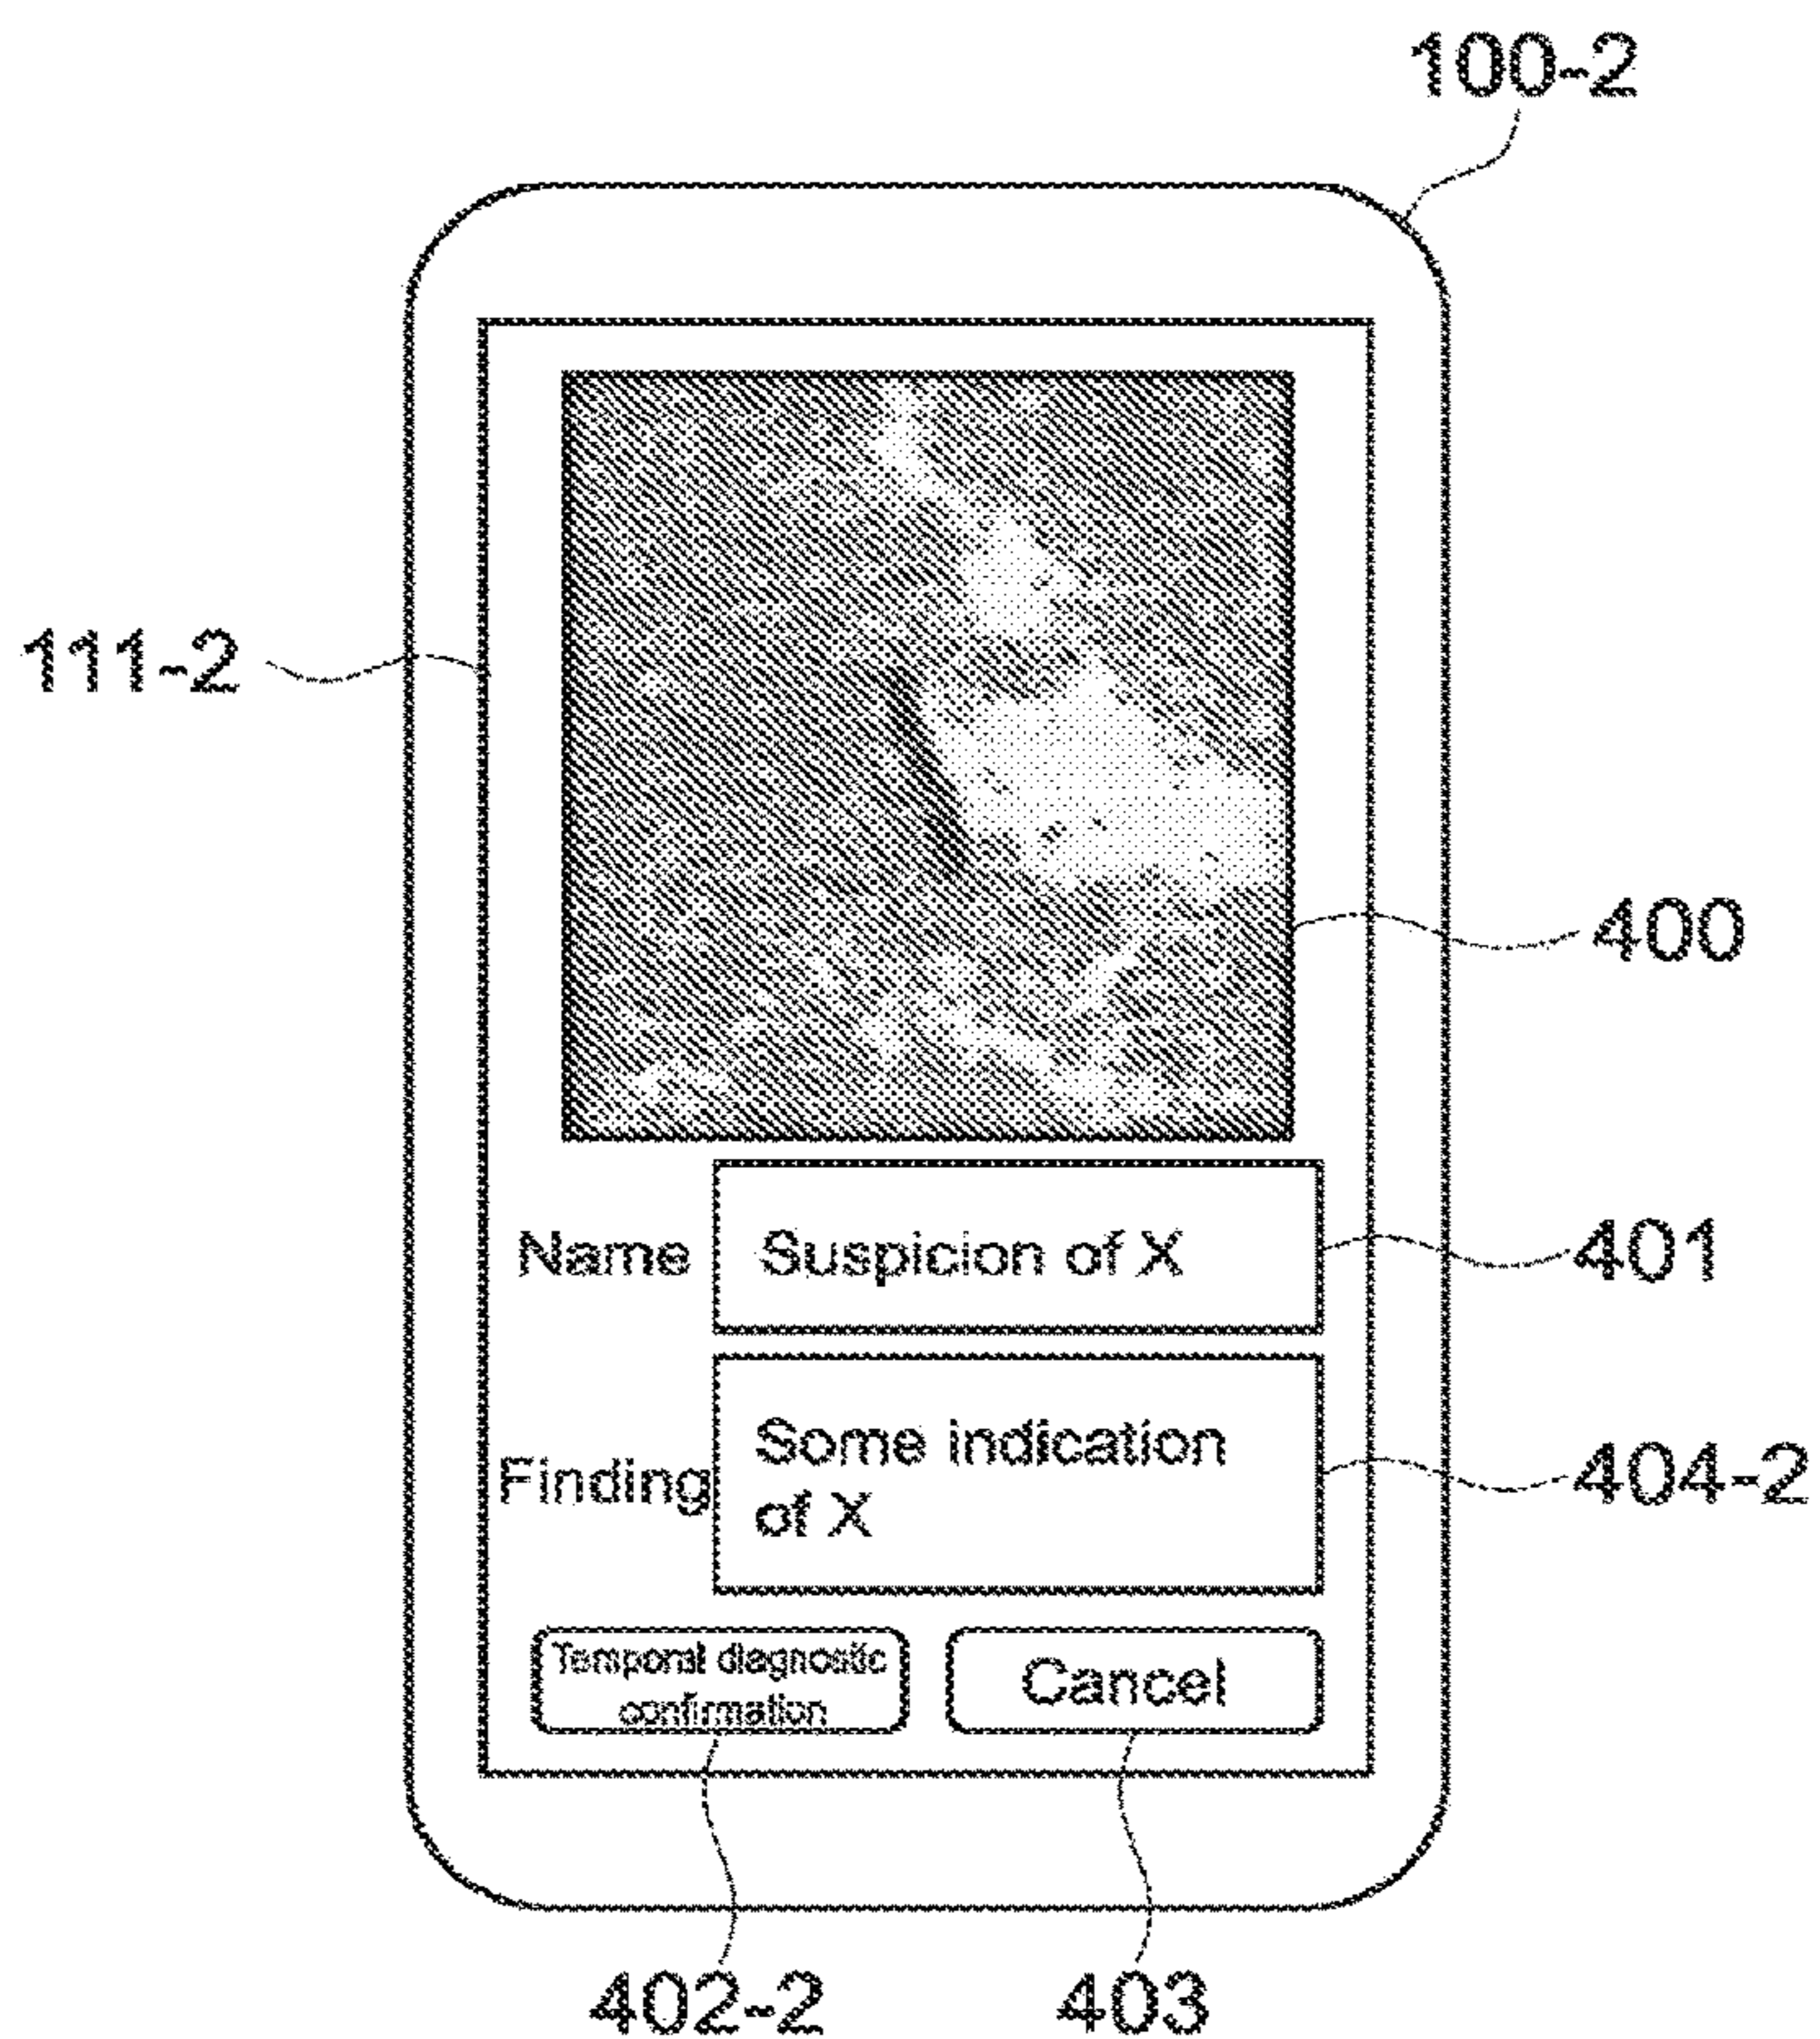 100-2
111-2
400
Name
Suspicion of X
401
Finding
Some indication
of X
404-2
Temporal diagnostic
confirmation
Cancel
402-2
403